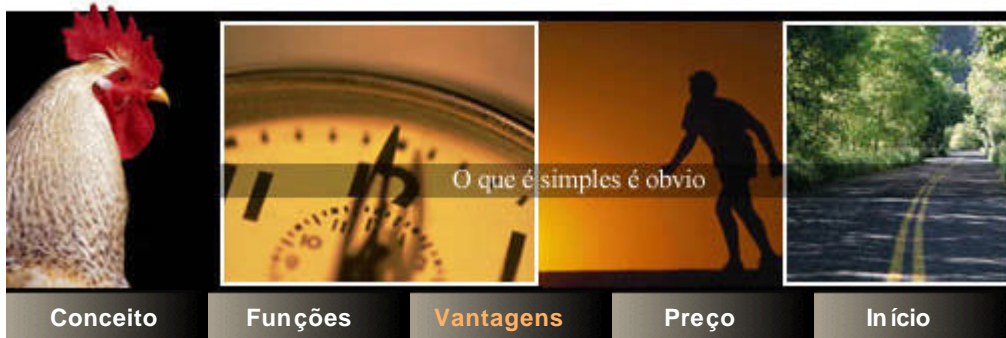 O que é simples é obvio
Conceito Funções Vantagens Preço Início